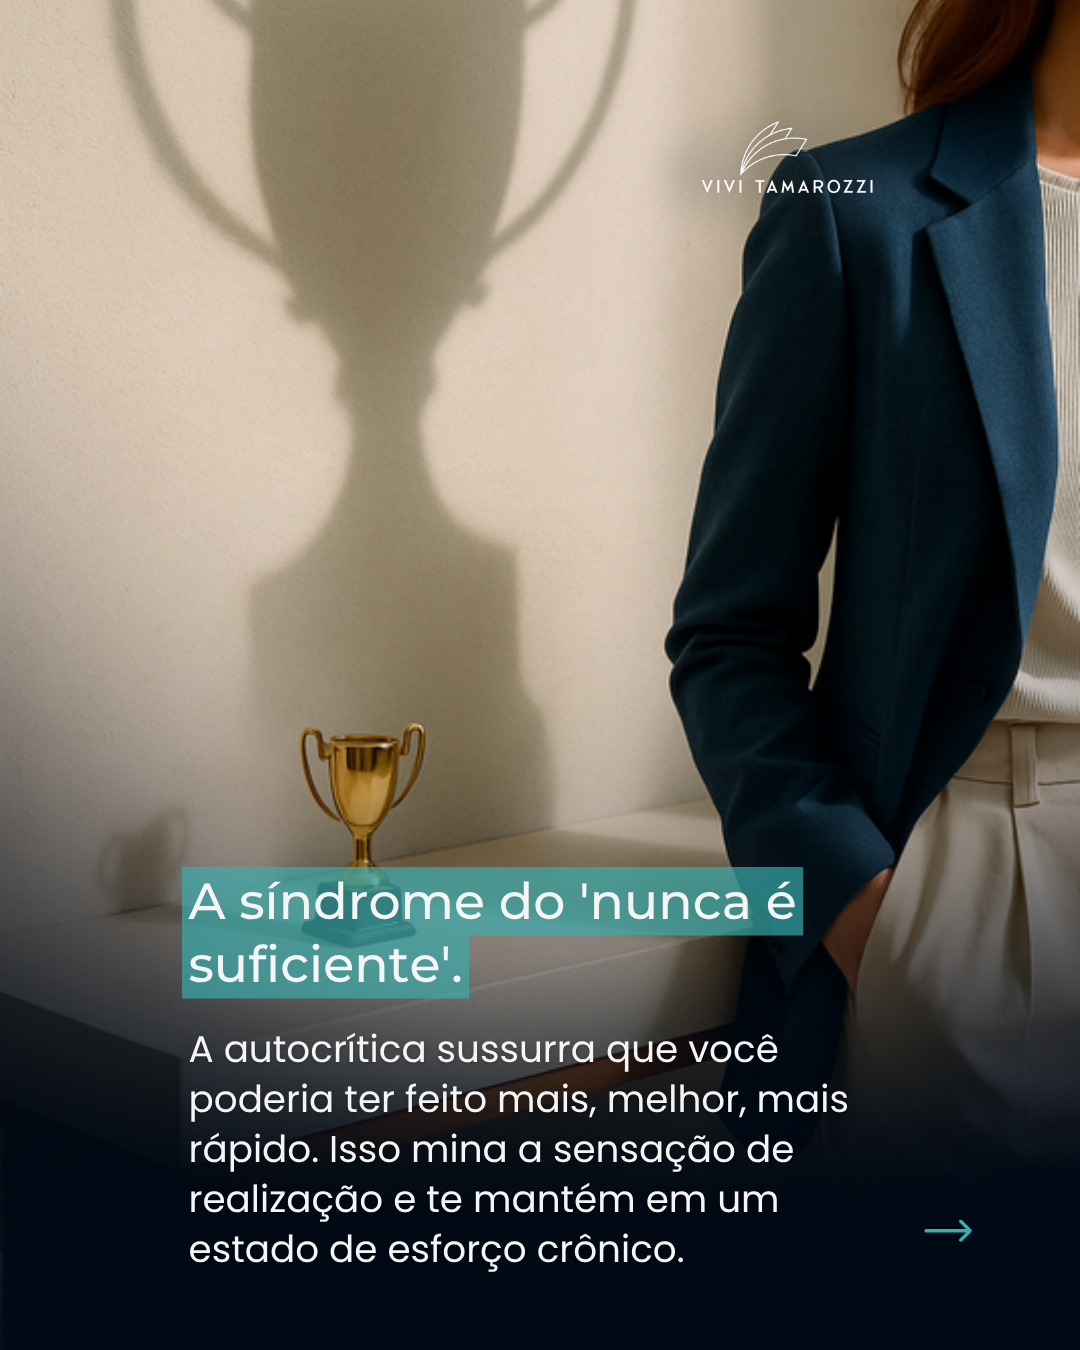 VIVI TAMAROZZI
A síndrome do 'nunca é
suficiente'.
A autocrítica sussurra que você
poderia ter feito mais, melhor, mais
rápido. Isso mina a sensação de
realização e te mantém em um
estado de esforço crônico.